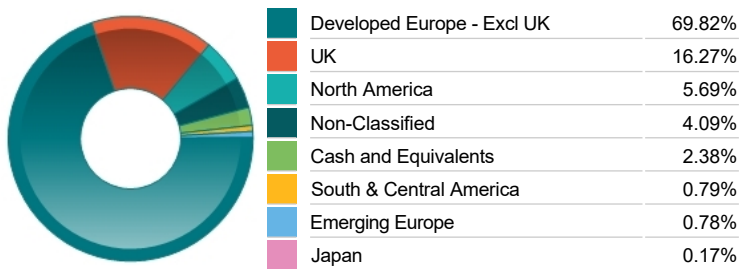 Developed Europe - Excl UK 69.82%
UK 16.27%
North America 5.69%
Non-Classified 4.09%
Cash and Equivalents 2.38%
South & Central America 0.79%
Emerging Europe 0.78%
Japan 0.17%